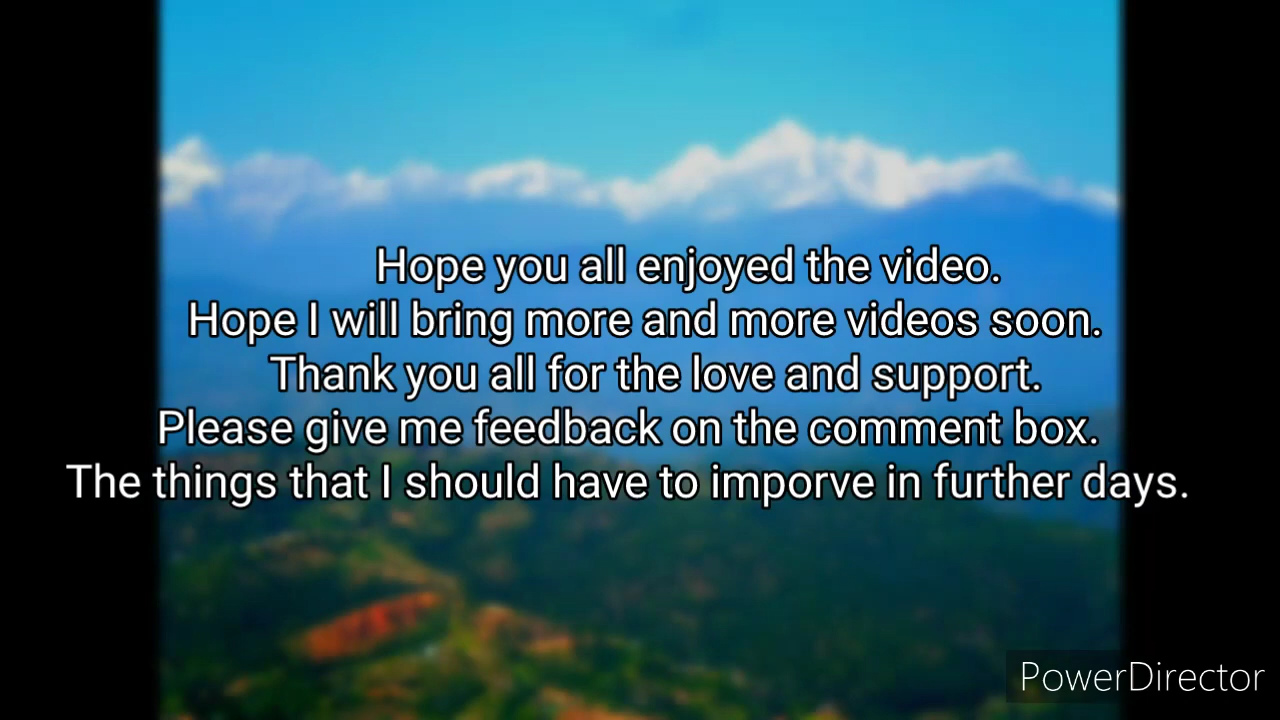 Hope you all enjoyed the video.
Hope I will bring more and more videos soon.
Thank you all for the love and support.
Please give me feedback on the comment box.
The things that I should have to imporve in further days.
PowerDirector